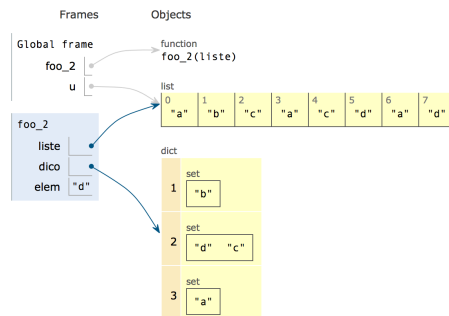 Frames Objects
Global frame
foo_2
u
function
foo_2(liste)
list
0 1 2 3 4 5 6 7
"a" "b" "c" "a" "c" "d" "a" "d"
foo_2
liste
dico
elem "d"
dict
set
1 "b"
set
2 "d" "c"
set
3 "a"